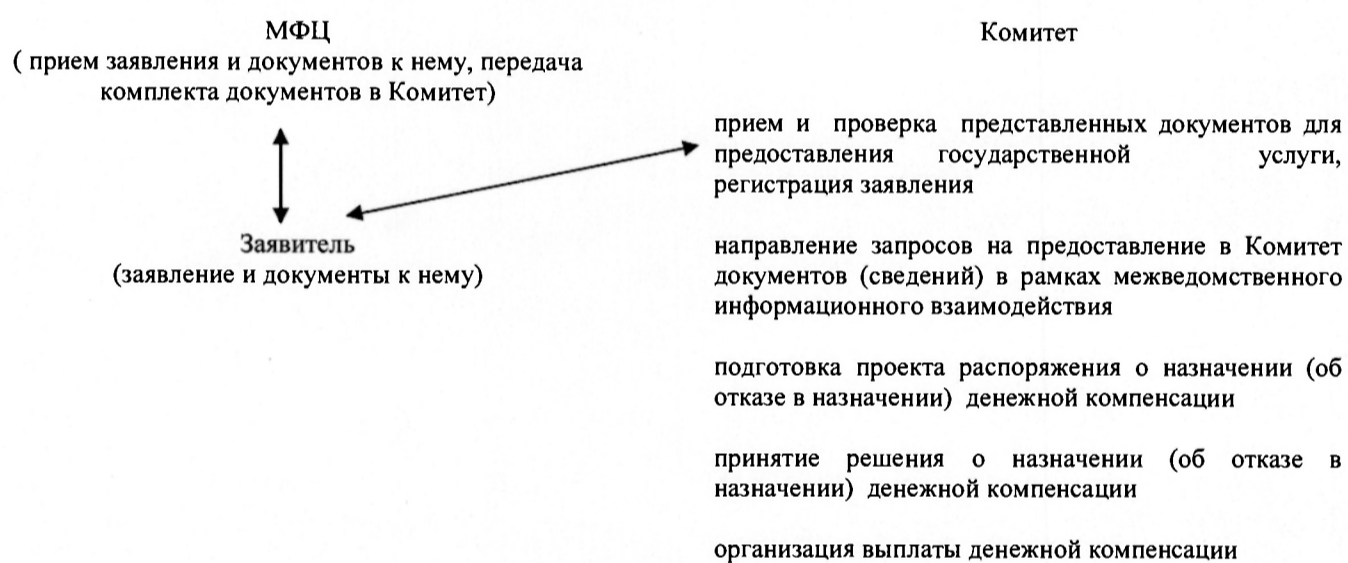 МФЦ
( прием заявления и документов к нему, передача
комплекта документов в Комитет)
Заявитель
(заявление и документы к нему)
Комитет
прием и проверка представленных документов для
предоставления государственной услуги,
регистрация заявления
направление запросов на предоставление в Комитет
документов (сведений) в рамках межведомственного
информационного взаимодействия
подготовка проекта распоряжения о назначении (об
отказе в назначении) денежной компенсации
принятие решения о назначении (об отказе в
назначении) денежной компенсации
организация выплаты денежной компенсации